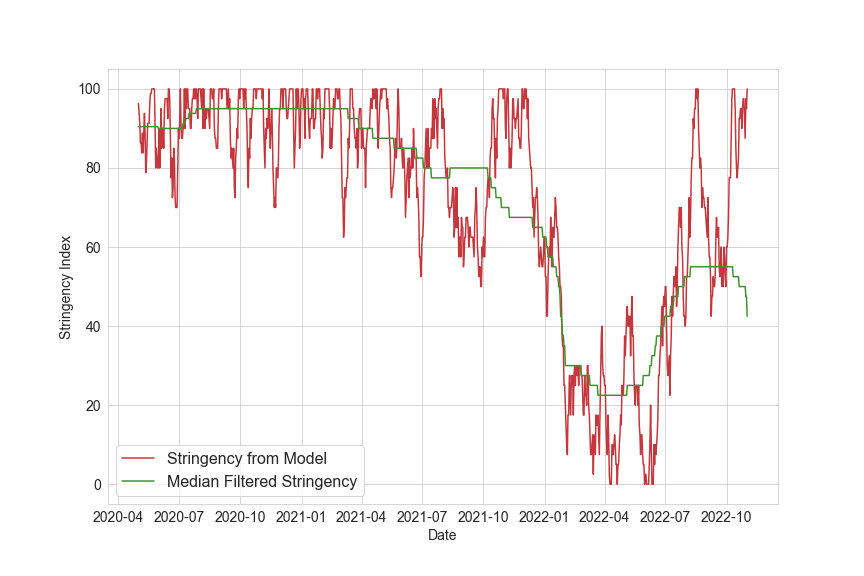 100
80
60
40
20
0
Stringency Index
Stringency from Model
Median Filtered Stringency
2020-04 2020-07 2020-10 2021-01 2021-04 2021-07 2021-10 2022-01 2022-04 2022-07 2022-10
Date